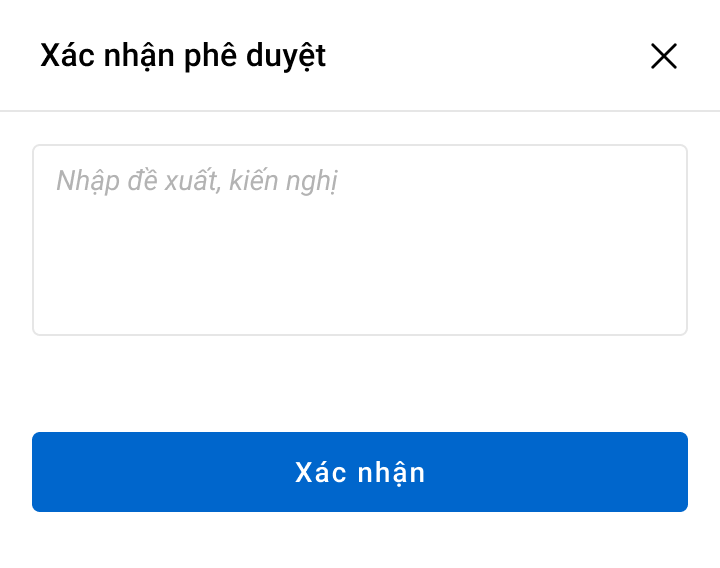 Xác nhận phê duyệt
Nhập đề xuất, kiến nghị
Xác nhận